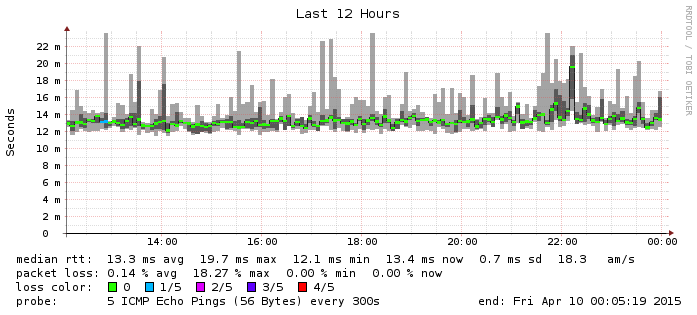 Last 12 Hours
RRDTOOL / TOBI OETIKER
Seconds
22 m
20 m
18 m
16 m
14 m
12 m
10 m
8 m
6 m
4 m
2 m
0
14:00 16:00 18:00 20:00 22:00 00:00
median rtt: 13.3 ms avg 19.7 ms max 12.1 ms min 13.4 ms now 0.7 ms sd 18.3 am/s
packet loss: 0.14 % avg 18.27 % max 0.00 % min 0.00 % now
loss color: 0 1/5 2/5 3/5 4/5
probe: 5 ICMP Echo Pings (56 Bytes) every 300s end: Fri Apr 10 00:05:19 2015